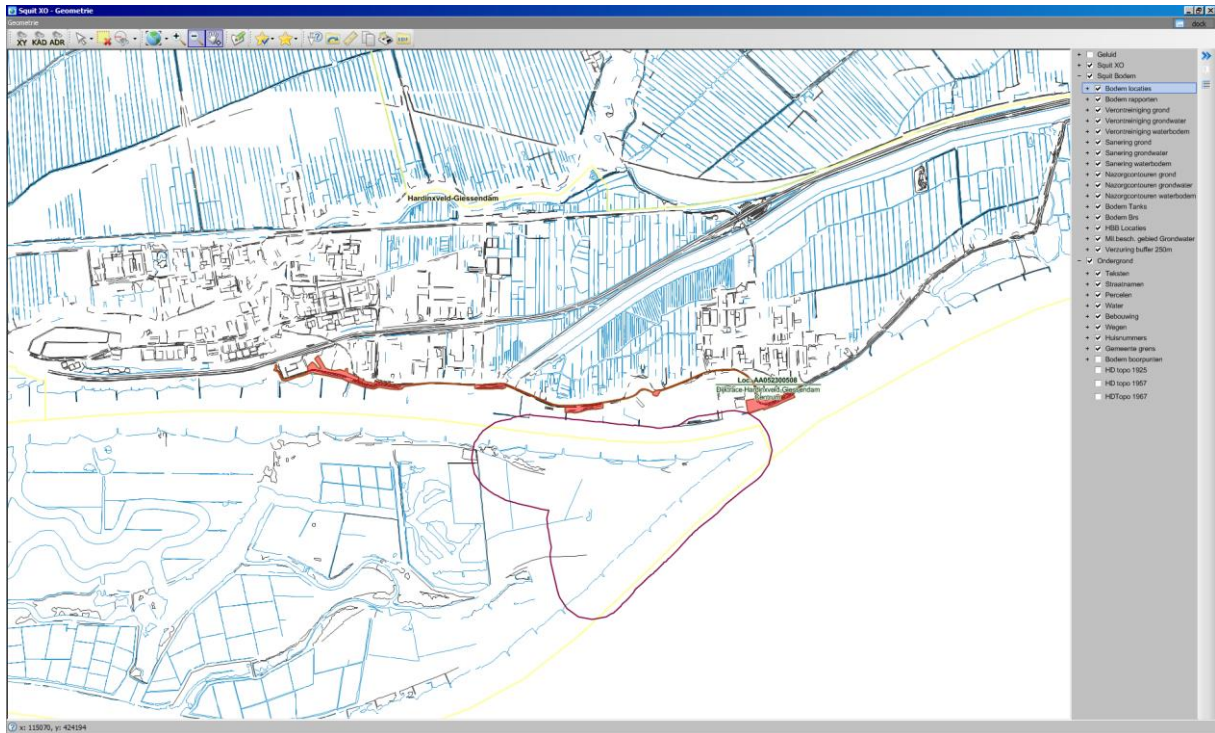 Squit XO - Geometrie
Geometrie
dock
XY KAD ADR
Geluid
Squit XO
Squit Bodem
Bodem locaties
Bodem rapporten
Verontreiniging grond
Verontreiniging grondwater
Verontreiniging waterbodem
Sanering grond
Sanering grondwater
Sanering waterbodem
Nazorgcontouren grond
Nazorgcontouren grondwater
Nazorgcontouren waterbodem
Bodem Tanks
Bodem Bis
HBB Locaties
Mil.besch. gebied Grondwater
Verzuring buffer 250m
Ondergrond
Teksten
Straatnamen
Percelen
Water
Bebouwing
Wegen
Huisnummers
Gemeente grens
Bodem boorpunten
HD topo 1925
HD topo 1957
HDTopo 1967
Hardinxveld-Giessendam
Loc: AA052300508
Dijktrace Hardinxveld-Giessendam
x: 115070, y: 424194